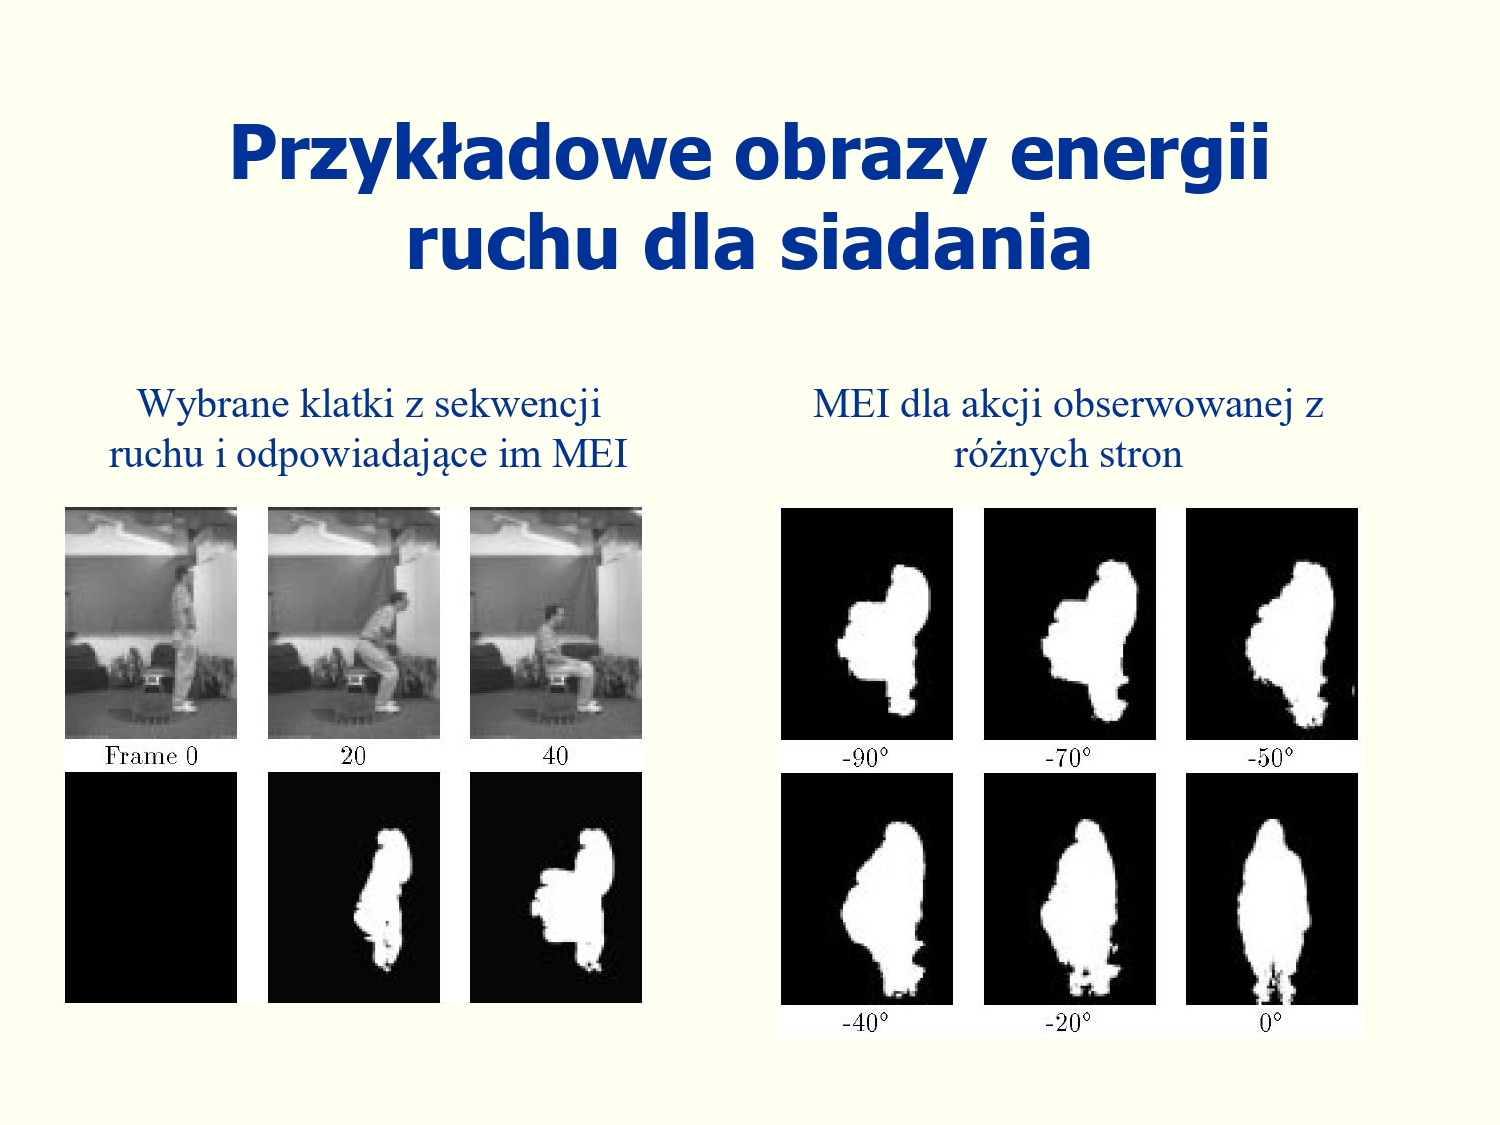 Przykładowe obrazy energii
ruchu dla siadania
Wybrane klatki z sekwencji
ruchu i odpowiadające im MEI
Frame 0 20 40
MEI dla akcji obserwowanej z
różnych stron
-90° -70° -50°
-40° -20° 0°